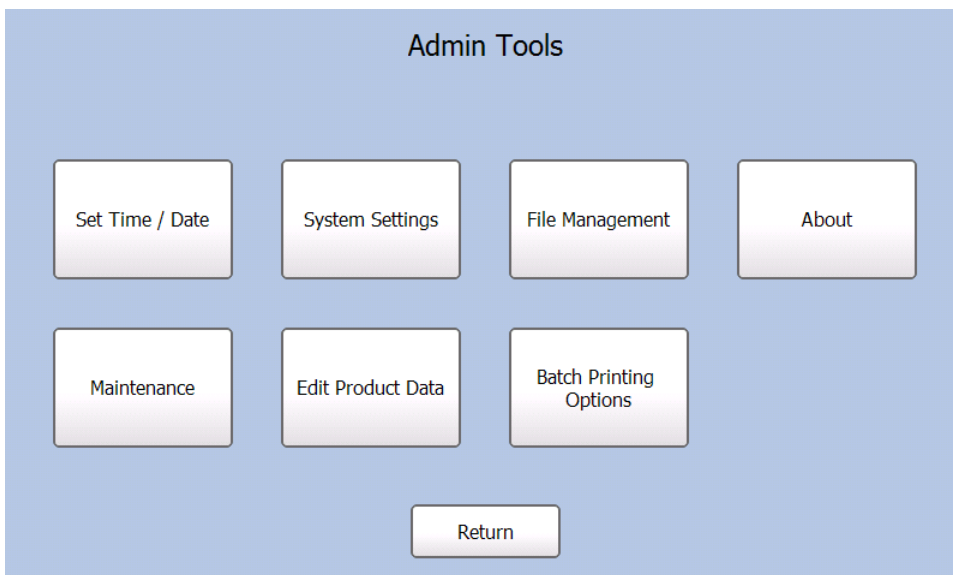 Admin Tools
Set Time / Date
System Settings
File Management
About
Maintenance
Edit Product Data
Batch Printing
Options
Return